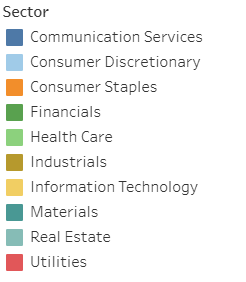 Sector
Communication Services
Consumer Discretionary
Consumer Staples
Financials
Health Care
Industrials
Information Technology
Materials
Real Estate
Utilities